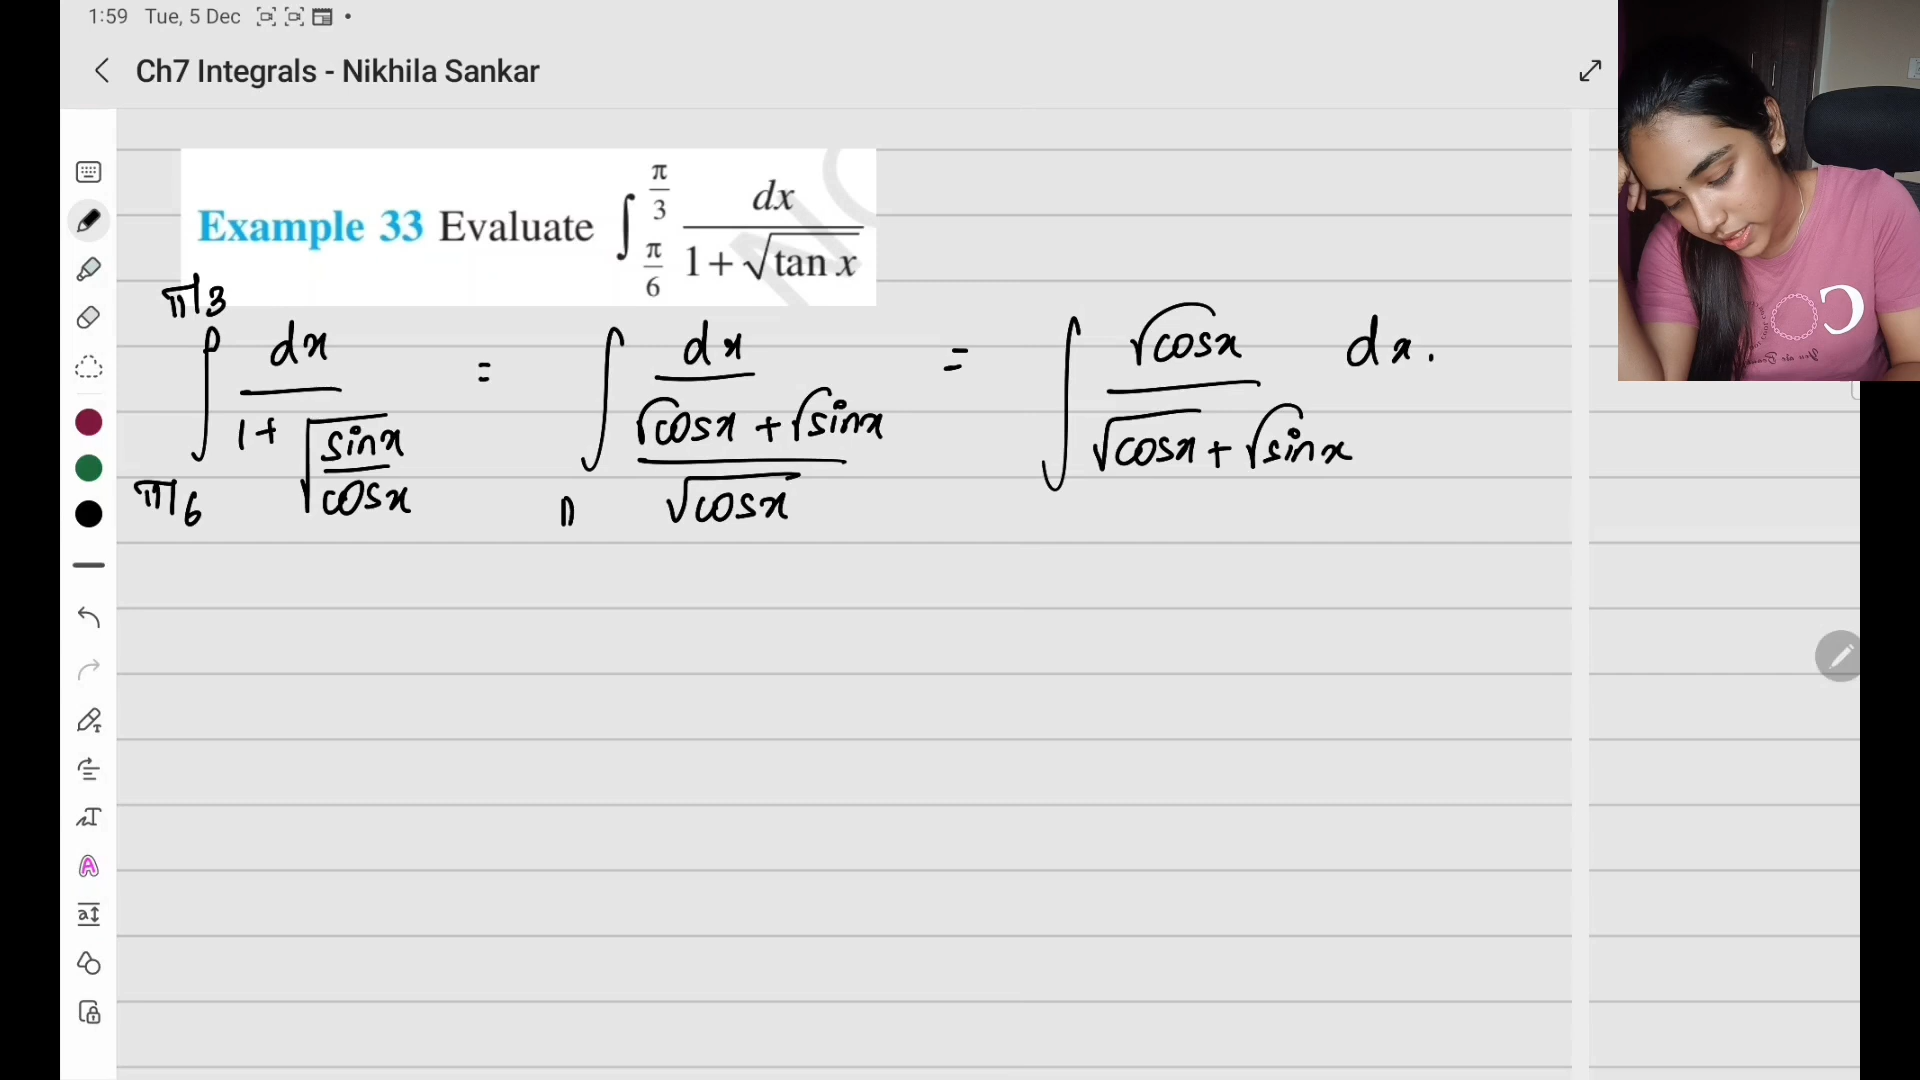 1:59 Tue, 5 Dec
Ch7 Integrals - Nikhila Sankar
Example 33 Evaluate ∫ π/6 π/3 dx / (1 + √tan x)
∫ π/6 π/3 dx / (1 + √(sinx / cosx)) = ∫ dx / ((√cosx + √sinx) / √cosx) = ∫ √cosx / (√cosx + √sinx) dx.